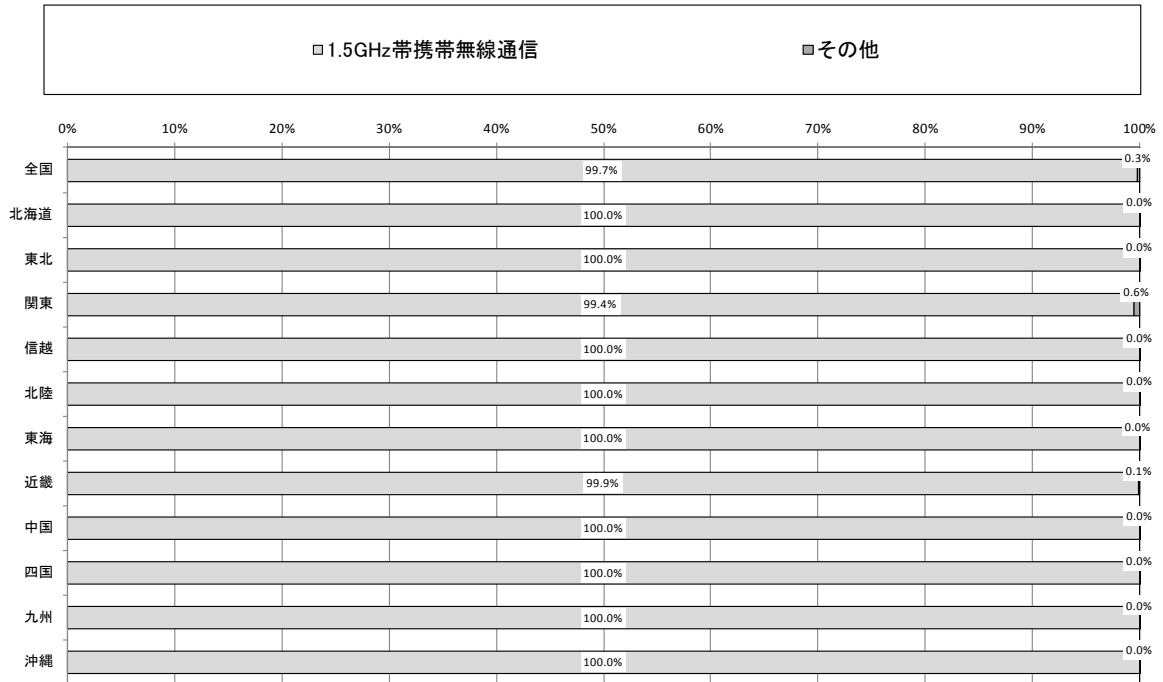 1.5GHz帯携帯無線通信 その他
0% 10% 20% 30% 40% 50% 60% 70% 80% 90% 100%
全国 99.7% 0.3%
北海道 100.0% 0.0%
東北 100.0% 0.0%
関東 99.4% 0.6%
信越 100.0% 0.0%
北陸 100.0% 0.0%
東海 100.0% 0.0%
近畿 99.9% 0.1%
中国 100.0% 0.0%
四国 100.0% 0.0%
九州 100.0% 0.0%
沖縄 100.0% 0.0%